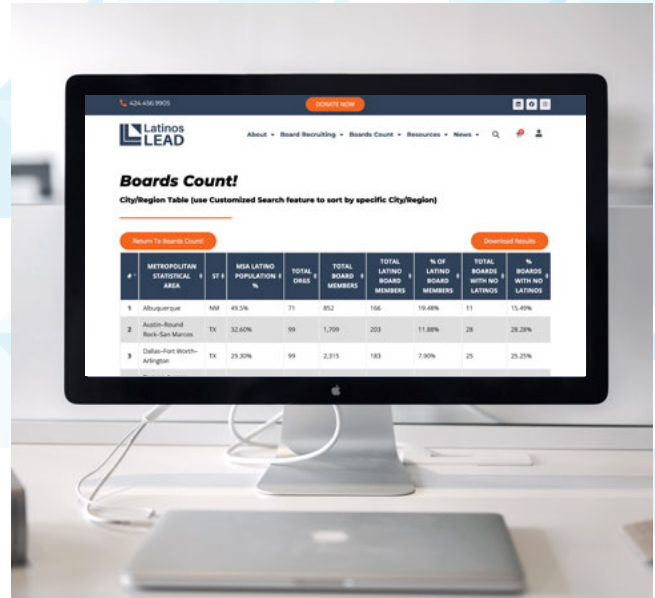 424.456.9905
DONATE NOW
Latinos
LEAD
About Board Recruiting Boards Count Resources News
Boards Count!
City/Region Table (use Customized Search feature to sort by specific City/Region)
Return To Boards Count!
Download Results
# METROPOLITAN STATISTICAL AREA ST MSA LATINO POPULATION % TOTAL ORGS TOTAL BOARD MEMBERS TOTAL LATINO BOARD MEMBERS % OF LATINO BOARD MEMBERS TOTAL BOARDS WITH NO LATINOS % BOARDS WITH NO LATINOS
1 Albuquerque NM 49.5% 71 852 166 19.48% 11 15.49%
2 Austin-Round Rock-San Marcos TX 32.60% 99 1,709 203 11.88% 28 28.28%
3 Dallas-Fort Worth-Arlington TX 29.30% 99 2,315 183 7.90% 25 25.25%